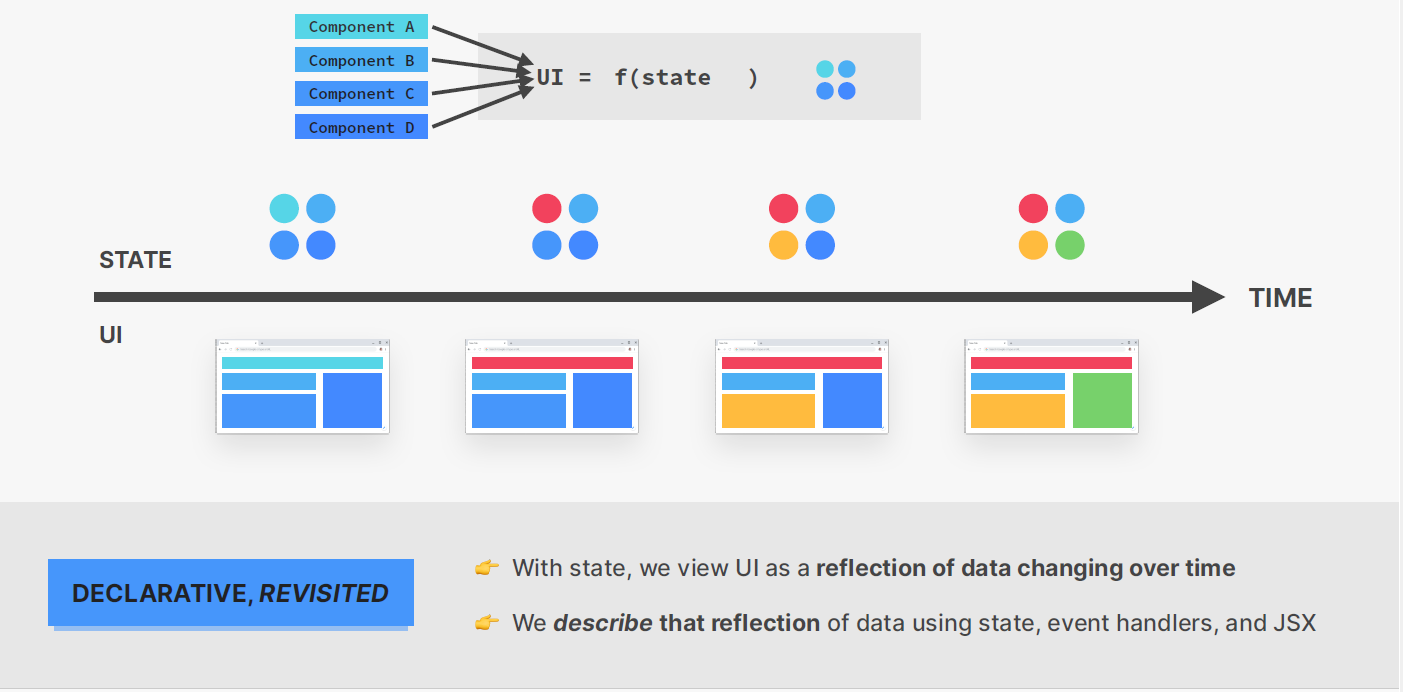 Component A
Component B
Component C
Component D
UI = f(state )
STATE
TIME
UI
DECLARATIVE, REVISITED
👉 With state, we view UI as a reflection of data changing over time
👉 We describe that reflection of data using state, event handlers, and JSX